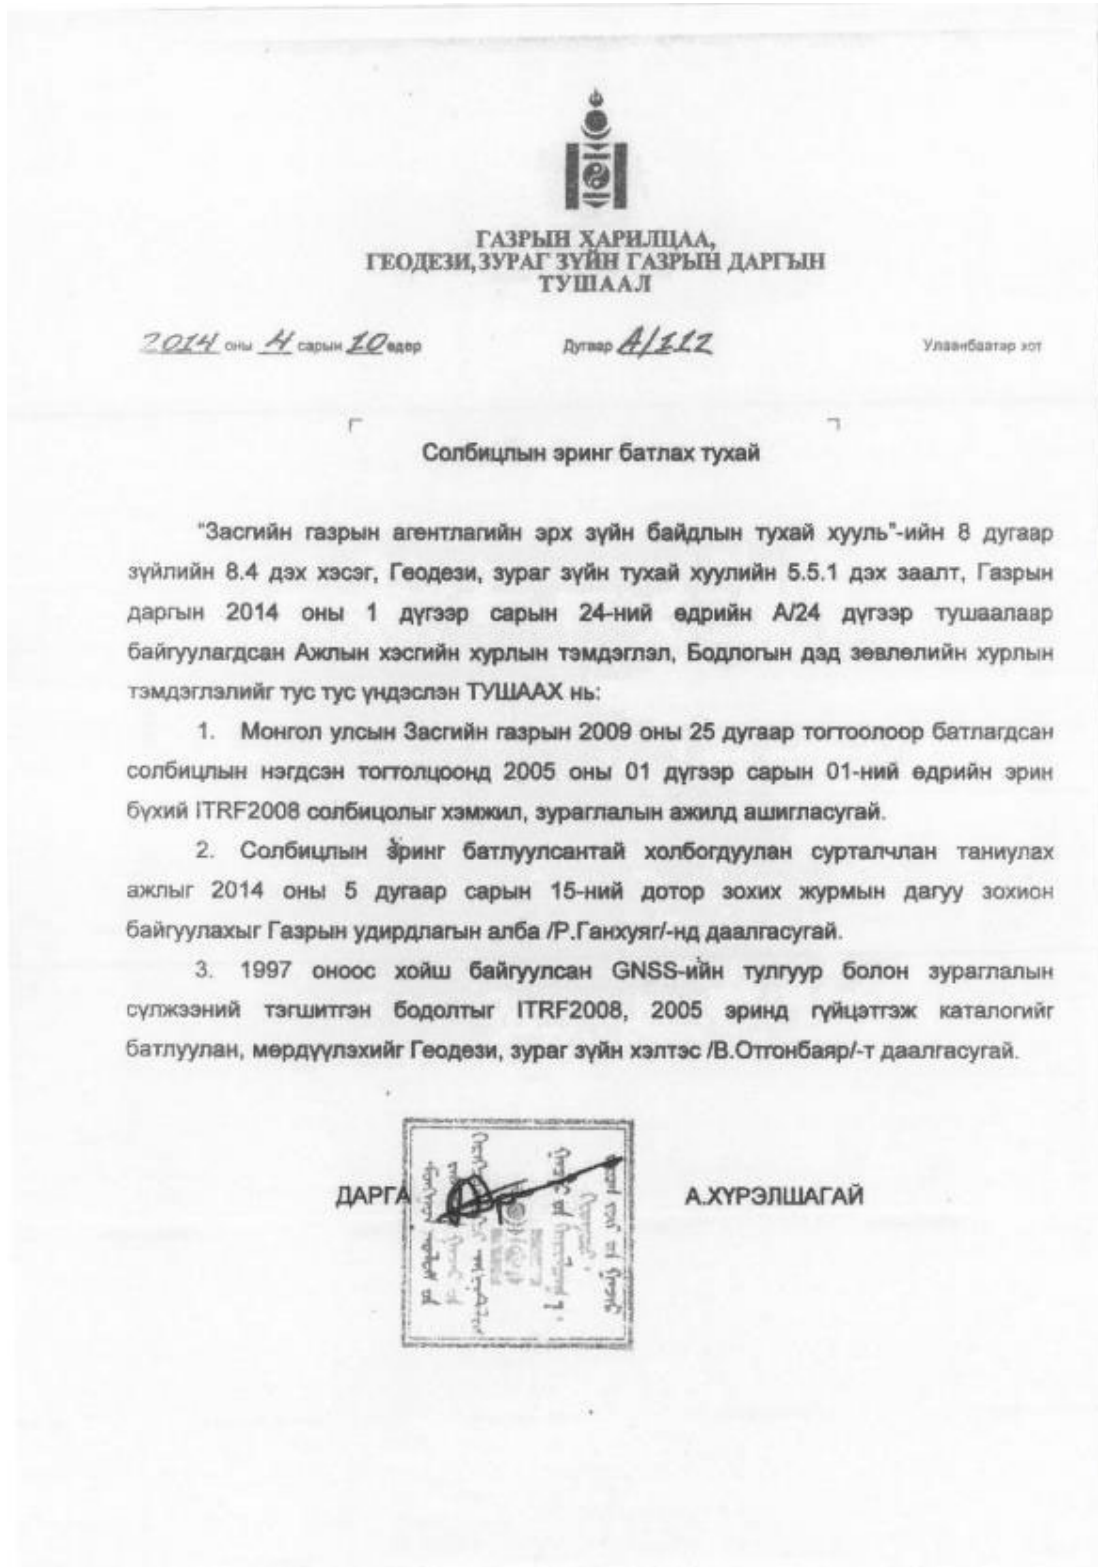 ГАЗРЫН ХАРИЛЦАА,
ГЕОДЕЗИ, ЗУРАГ ЗҮЙН ГАЗРЫН ДАРГЫН
ТУШААЛ
2014 оны 4 сарын 10 өдөр Дугаар А/112 Улаанбаатар хот
Солбицлын эринг батлах тухай
"Засгийн газрын агентлагийн эрх зүйн байдлын тухай хууль"-ийн 8 дугаар
зүйлийн 8.4 дэх хэсэг, Геодези, зураг зүйн тухай хуулийн 5.5.1 дэх заалт, Газрын
даргын 2014 оны 1 дүгээр сарын 24-ний өдрийн А/24 дүгээр тушаалаар
байгуулагдсан Ажлын хэсгийн хурлын тэмдэглэл, Бодлогын дэд зөвлөлийн хурлын
тэмдэглэлийг тус тус үндэслэн ТУШААХ нь:
1. Монгол улсын Засгийн газрын 2009 оны 25 дугаар тогтоолоор батлагдсан
солбицлын нэгдсэн тогтолцоонд 2005 оны 01 дүгээр сарын 01-ний өдрийн эрин
бүхий ITRF2008 солбицолыг хэмжил, зураглалын ажилд ашигласугай.
2. Солбицлын эринг батлуулсантай холбогдуулан сурталчлан таниулах
ажлыг 2014 оны 5 дугаар сарын 15-ний дотор зохих журмын дагуу зохион
байгуулахыг Газрын удирдлагын алба /Р.Ганхуяг/-нд даалгасугай.
3. 1997 оноос хойш байгуулсан GNSS-ийн тулгуур болон зураглалын
сүлжээний тэгшитгэн бодолтыг ITRF2008, 2005 эринд гүйцэтгэж каталогийг
батлуулан, мөрдүүлэхийг Геодези, зураг зүйн хэлтэс /В.Отгонбаяр/-т даалгасугай.
ДАРГА А.ХҮРЭЛШАГАЙ